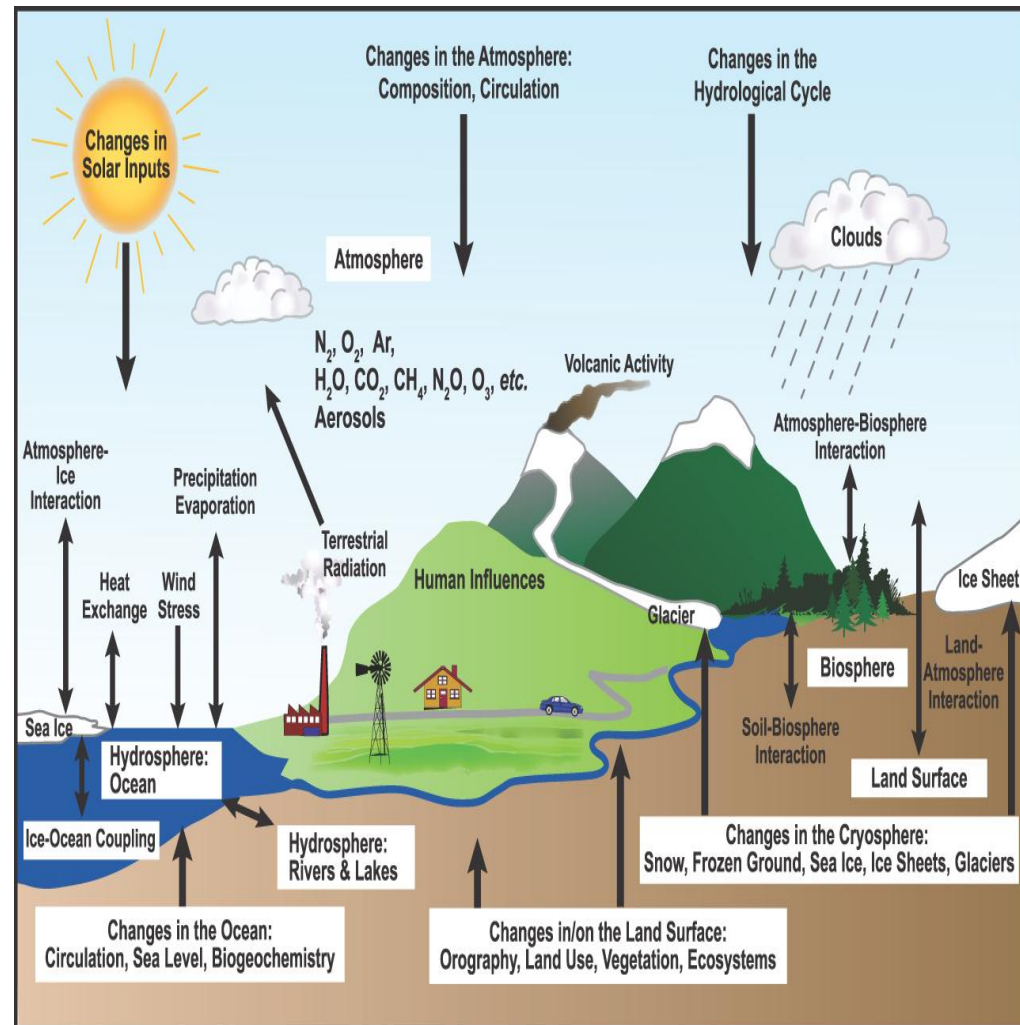 Changes in the Atmosphere:
Composition, Circulation
Changes in the
Hydrological Cycle
Changes in
Solar Inputs
Clouds
Atmosphere
N₂, O₂, Ar,
H₂O, CO₂, CH₄, N₂O, O₃, etc.
Aerosols
Volcanic Activity
Atmosphere-Biosphere
Interaction
Atmosphere-
Ice
Interaction
Precipitation
Evaporation
Terrestrial
Radiation
Heat
Exchange
Wind
Stress
Human Influences
Ice Sheet
Glacier
Biosphere
Land-
Atmosphere
Interaction
Soil-Biosphere
Interaction
Sea Ice
Hydrosphere:
Ocean
Land Surface
Ice-Ocean Coupling
Hydrosphere:
Rivers & Lakes
Changes in the Cryosphere:
Snow, Frozen Ground, Sea Ice, Ice Sheets, Glaciers
Changes in the Ocean:
Circulation, Sea Level, Biogeochemistry
Changes in/on the Land Surface:
Orography, Land Use, Vegetation, Ecosystems